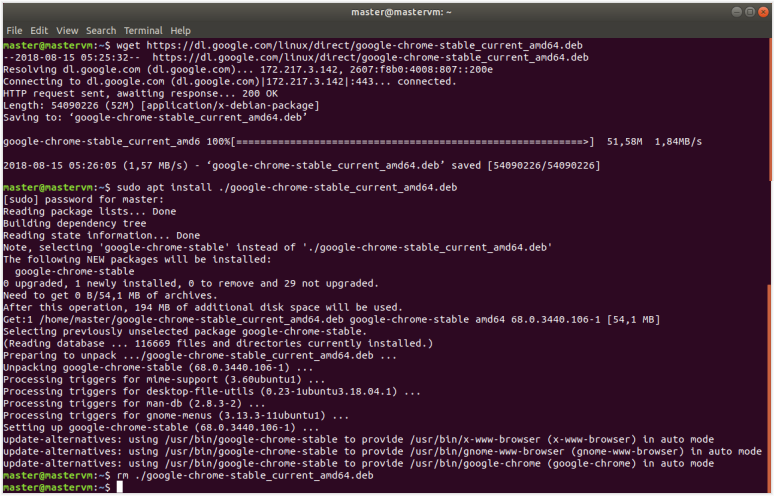 master@mastervm: ~
File Edit View Search Terminal Help
master@mastervm:~$ wget https://dl.google.com/linux/direct/google-chrome-stable_current_amd64.deb
--2018-08-15 05:25:32--  https://dl.google.com/linux/direct/google-chrome-stable_current_amd64.deb
Resolving dl.google.com (dl.google.com)... 172.217.3.142, 2607:f8b0:4008:807::200e
Connecting to dl.google.com (dl.google.com)|172.217.3.142|:443... connected.
HTTP request sent, awaiting response... 200 OK
Length: 54090226 (52M) [application/x-debian-package]
Saving to: ‘google-chrome-stable_current_amd64.deb’
google-chrome-stable_current_amd6 100%[==========================================================>]  51,58M  1,84MB/s
2018-08-15 05:26:05 (1,57 MB/s) - ‘google-chrome-stable_current_amd64.deb’ saved [54090226/54090226]
master@mastervm:~$ sudo apt install ./google-chrome-stable_current_amd64.deb
[sudo] password for master:
Reading package lists... Done
Building dependency tree
Reading state information... Done
Note, selecting 'google-chrome-stable' instead of './google-chrome-stable_current_amd64.deb'
The following NEW packages will be installed:
  google-chrome-stable
0 upgraded, 1 newly installed, 0 to remove and 29 not upgraded.
Need to get 0 B/54,1 MB of archives.
After this operation, 194 MB of additional disk space will be used.
Get:1 /home/master/google-chrome-stable_current_amd64.deb google-chrome-stable amd64 68.0.3440.106-1 [54,1 MB]
Selecting previously unselected package google-chrome-stable.
(Reading database ... 116669 files and directories currently installed.)
Preparing to unpack .../google-chrome-stable_current_amd64.deb ...
Unpacking google-chrome-stable (68.0.3440.106-1) ...
Processing triggers for mime-support (3.60ubuntu1) ...
Processing triggers for desktop-file-utils (0.23-1ubuntu3.18.04.1) ...
Processing triggers for man-db (2.8.3-2) ...
Processing triggers for gnome-menus (3.13.3-11ubuntu1) ...
Setting up google-chrome-stable (68.0.3440.106-1) ...
update-alternatives: using /usr/bin/google-chrome-stable to provide /usr/bin/x-www-browser (x-www-browser) in auto mode
update-alternatives: using /usr/bin/google-chrome-stable to provide /usr/bin/gnome-www-browser (gnome-www-browser) in auto mode
update-alternatives: using /usr/bin/google-chrome-stable to provide /usr/bin/google-chrome (google-chrome) in auto mode
master@mastervm:~$ rm ./google-chrome-stable_current_amd64.deb
master@mastervm:~$